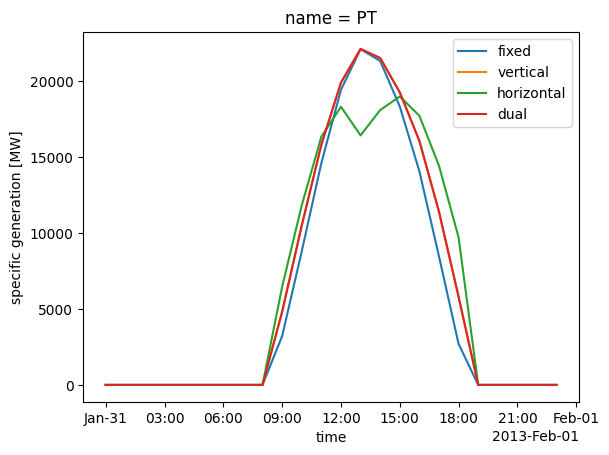 name = PT
specific generation [MW]
20000
15000
10000
5000
0
fixed
vertical
horizontal
dual
Jan-31 03:00 06:00 09:00 12:00 15:00 18:00 21:00 Feb-01
time
2013-Feb-01